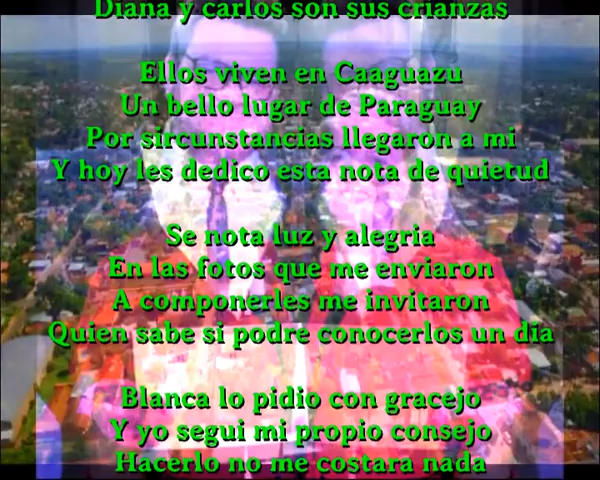 Diana y carlos son sus crianzas
Ellos viven en Caaguazu
Un bello lugar de Paraguay
Por sircunstancias llegaron a mi
Y hoy les dedico esta nota de quietud
Se nota luz y alegria
En las fotos que me enviaron
A componerles me invitaron
Quien sabe si podre conocerlos un día
Blanca lo pidio con gracejo
Y yo segui mi propio consejo
Hacerlo no me costara nada